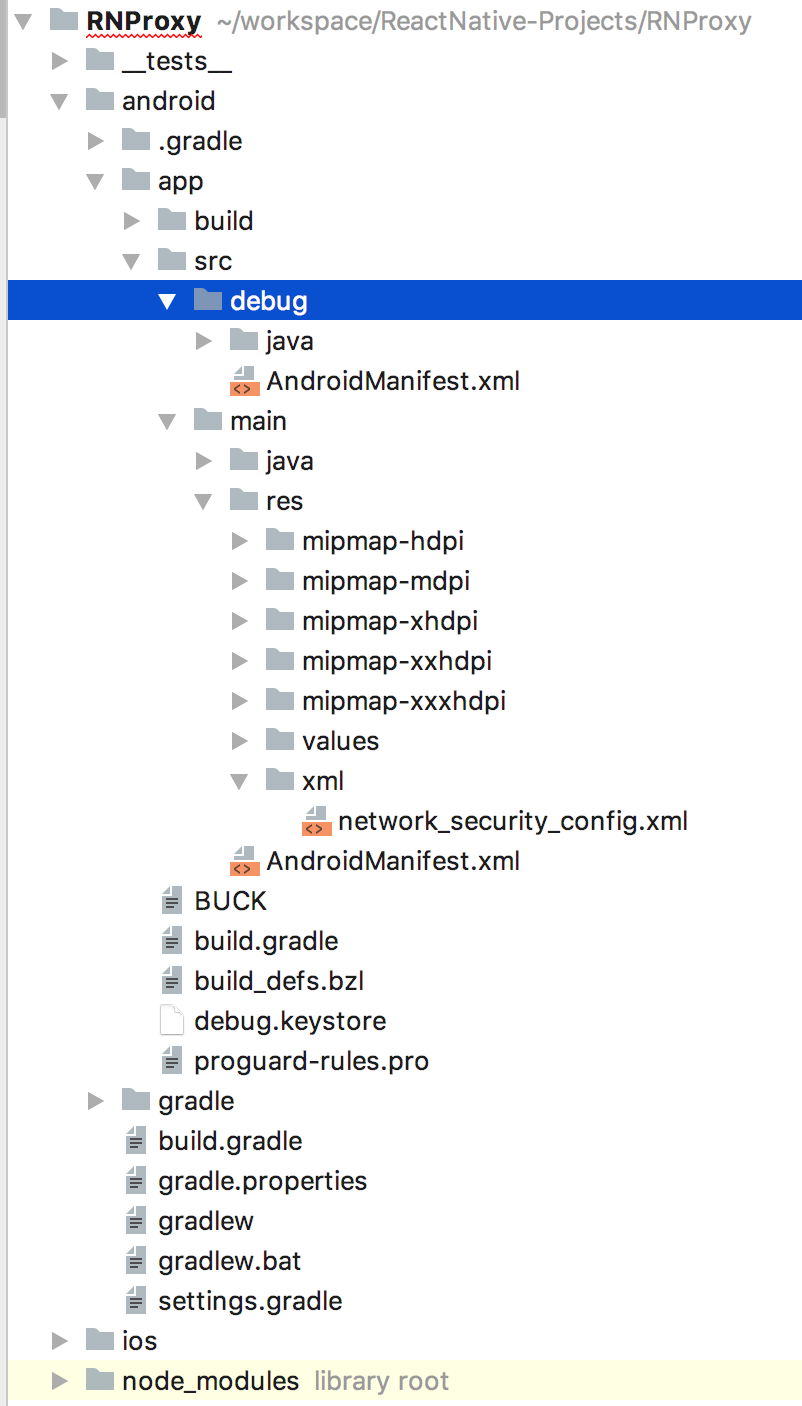 RNProxy ~/workspace/ReactNative-Projects/RNProxy
__tests__
android
.gradle
app
build
src
debug
java
AndroidManifest.xml
main
java
res
mipmap-hdpi
mipmap-mdpi
mipmap-xhdpi
mipmap-xxhdpi
mipmap-xxxhdpi
values
xml
network_security_config.xml
AndroidManifest.xml
BUCK
build.gradle
build_defs.bzl
debug.keystore
proguard-rules.pro
gradle
build.gradle
gradle.properties
gradlew
gradlew.bat
settings.gradle
ios
node_modules library root